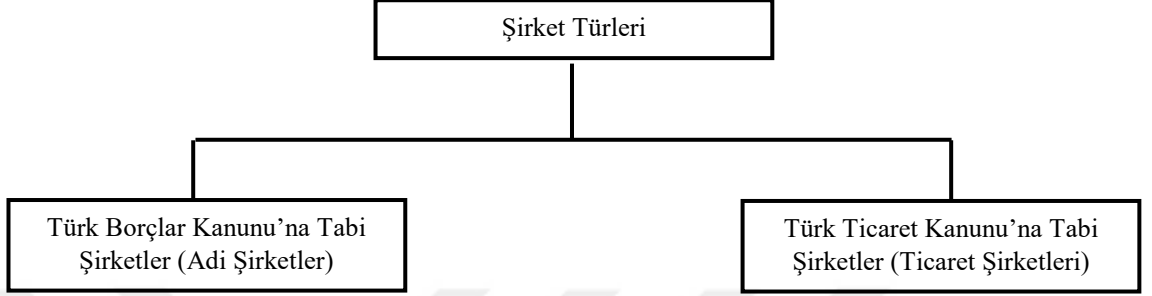 Şirket Türleri
Türk Borçlar Kanunu’na Tabi
Şirketler (Adi Şirketler)
Türk Ticaret Kanunu’na Tabi
Şirketler (Ticaret Şirketleri)